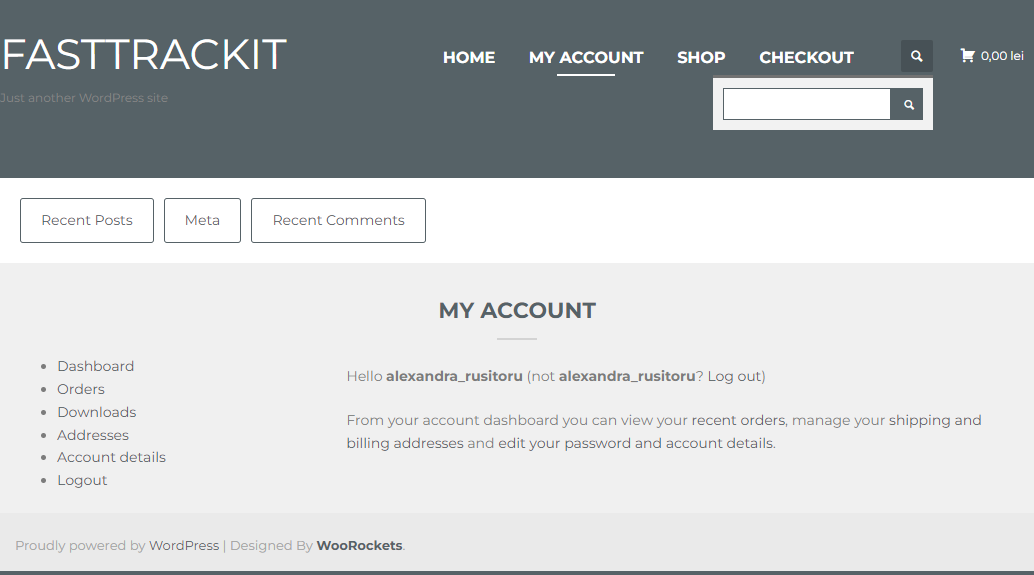 FASTTRACKIT
Just another WordPress site
HOME MY ACCOUNT SHOP CHECKOUT 0,00 lei
Recent Posts Meta Recent Comments
MY ACCOUNT
Dashboard
Orders
Downloads
Addresses
Account details
Logout
Hello alexandra_rusitoru (not alexandra_rusitoru? Log out)
From your account dashboard you can view your recent orders, manage your shipping and
billing addresses and edit your password and account details.
Proudly powered by WordPress | Designed By WooRockets.